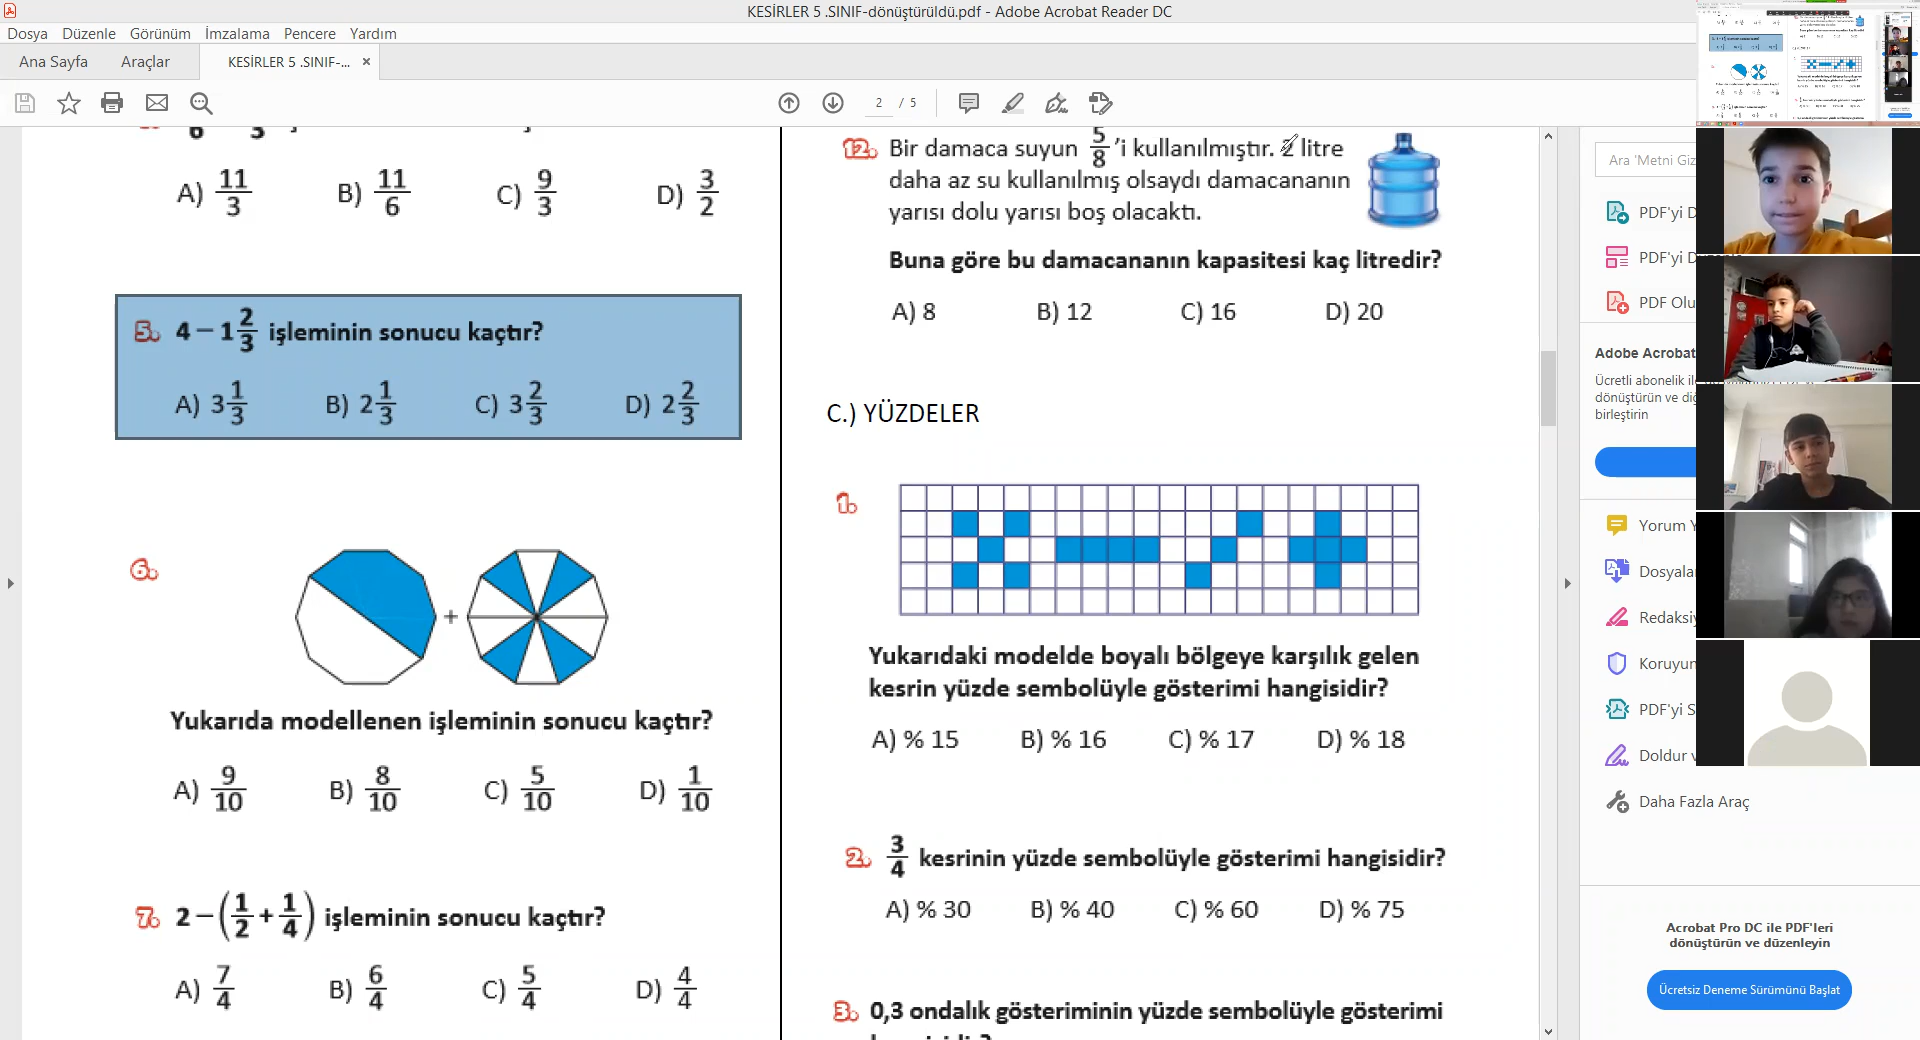 KESİRLER 5 .SINIF-dönüştürüldü.pdf - Adobe Acrobat Reader DC
Dosya Düzenle Görünüm İmzalama Pencere Yardım
Ana Sayfa Araçlar KESİRLER 5 .SINIF-... ×
2 / 5
6 3
A) 11/3 B) 11/6 C) 9/3 D) 3/2
5. 4 – 1 2/3 işleminin sonucu kaçtır?
A) 3 1/3 B) 2 1/3 C) 3 2/3 D) 2 2/3
6.
+
Yukarıda modellenen işleminin sonucu kaçtır?
A) 9/10 B) 8/10 C) 5/10 D) 1/10
7. 2 – (1/2 + 1/4) işleminin sonucu kaçtır?
A) 7/4 B) 6/4 C) 5/4 D) 4/4
12. Bir damaca suyun 5/8 'i kullanılmıştır. 2 litre
daha az su kullanılmış olsaydı damacananın
yarısı dolu yarısı boş olacaktı.
Buna göre bu damacananın kapasitesi kaç litredir?
A) 8 B) 12 C) 16 D) 20
C.) YÜZDELER
1.
Yukarıdaki modelde boyalı bölgeye karşılık gelen
kesrin yüzde sembolüyle gösterimi hangisidir?
A) % 15 B) % 16 C) % 17 D) % 18
2. 3/4 kesrinin yüzde sembolüyle gösterimi hangisidir?
A) % 30 B) % 40 C) % 60 D) % 75
3. 0,3 ondalık gösteriminin yüzde sembolüyle gösterimi
Ara 'Metni Giz
PDF'yi D
PDF'yi D
PDF Olu
Adobe Acrobat
Ücretli abonelik il
dönüştürün ve diğ
birleştirin
Yorum Y
Dosyalar
Redaksiy
Koruyun
PDF'yi S
Doldur v
Daha Fazla Araç
Acrobat Pro DC ile PDF'leri
dönüştürün ve düzenleyin
Ücretsiz Deneme Sürümünü Başlat